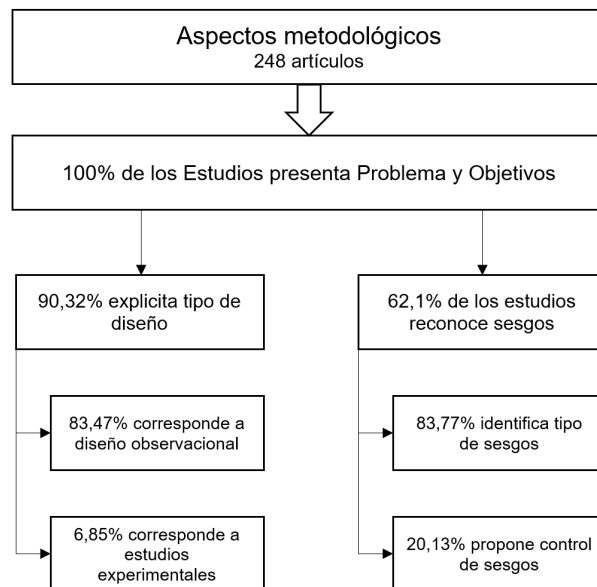 Aspectos metodológicos
248 artículos
100% de los Estudios presenta Problema y Objetivos
90,32% explicita tipo de
diseño
62,1% de los estudios
reconoce sesgos
83,47% corresponde a
diseño observacional
83,77% identifica tipo
de sesgos
6,85% corresponde a
estudios
experimentales
20,13% propone control
de sesgos